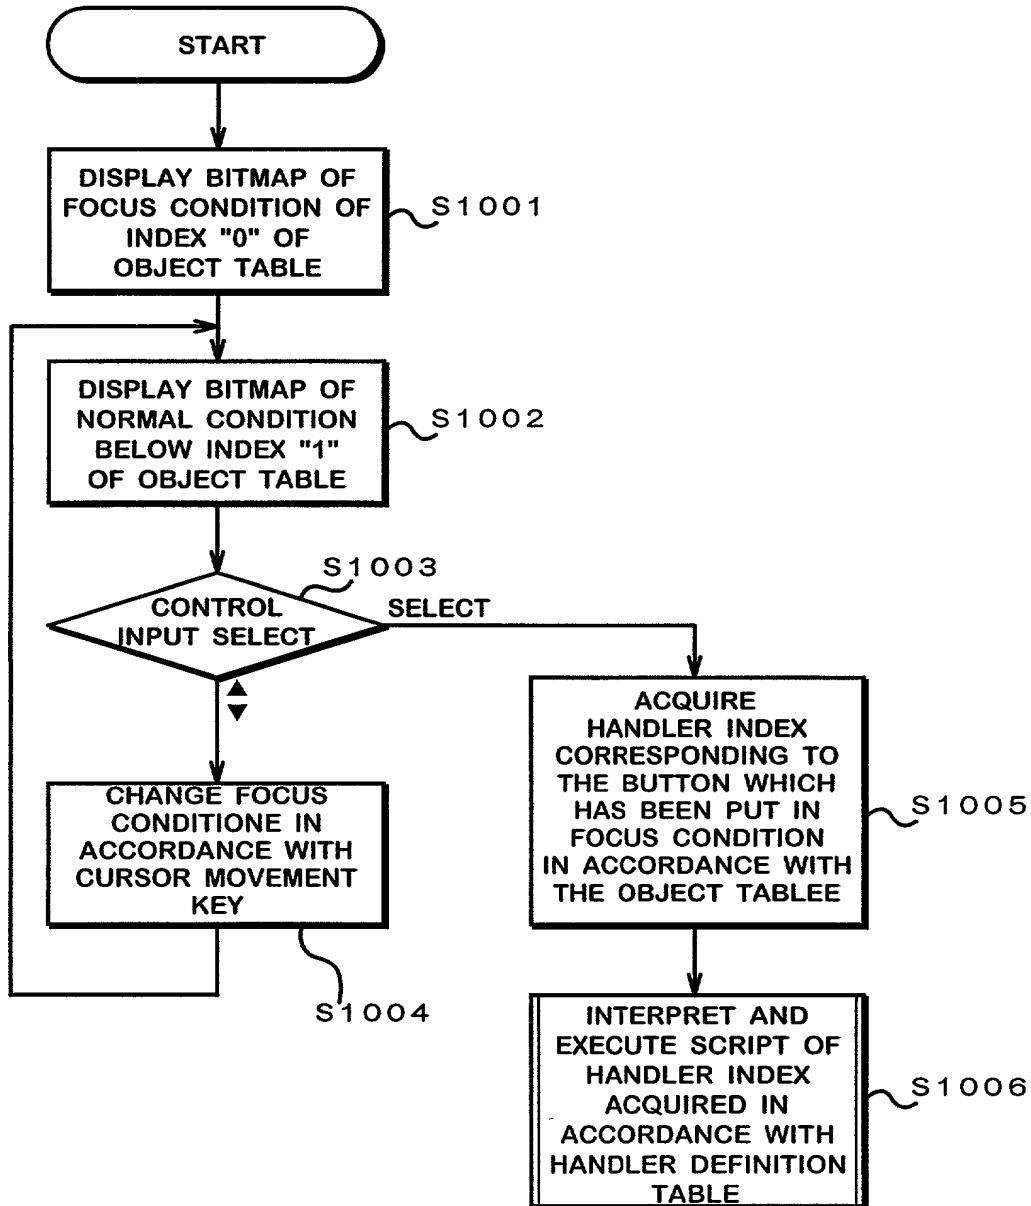 START
DISPLAY BITMAP OF
FOCUS CONDITION OF
INDEX "0" OF
OBJECT TABLE
S1001
DISPLAY BITMAP OF
NORMAL CONDITION
BELOW INDEX "1"
OF OBJECT TABLE
S1002
S1003
CONTROL
INPUT SELECT
SELECT
▲
▼
CHANGE FOCUS
CONDITIONE IN
ACCORDANCE WITH
CURSOR MOVEMENT
KEY
S1004
ACQUIRE
HANDLER INDEX
CORRESPONDING TO
THE BUTTON WHICH
HAS BEEN PUT IN
FOCUS CONDITION
IN ACCORDANCE WITH
THE OBJECT TABLEE
S1005
INTERPRET AND
EXECUTE SCRIPT OF
HANDLER INDEX
ACQUIRED IN
ACCORDANCE WITH
HANDLER DEFINITION
TABLE
S1006